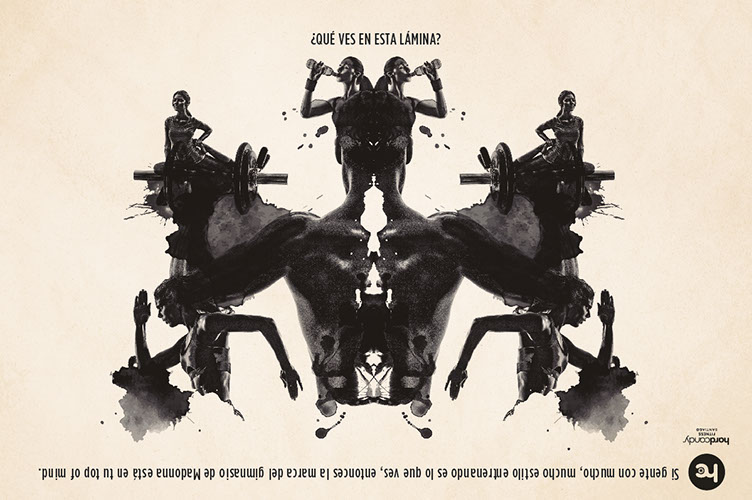 ¿QUÉ VES EN ESTA LÁMINA?
Si gente con mucho, mucho estilo entrenando es lo que ves, entonces la marca del gimnasio de Madonna está en tu top of mind.
hc
hardcandy
FITNESS
SANTIAGO